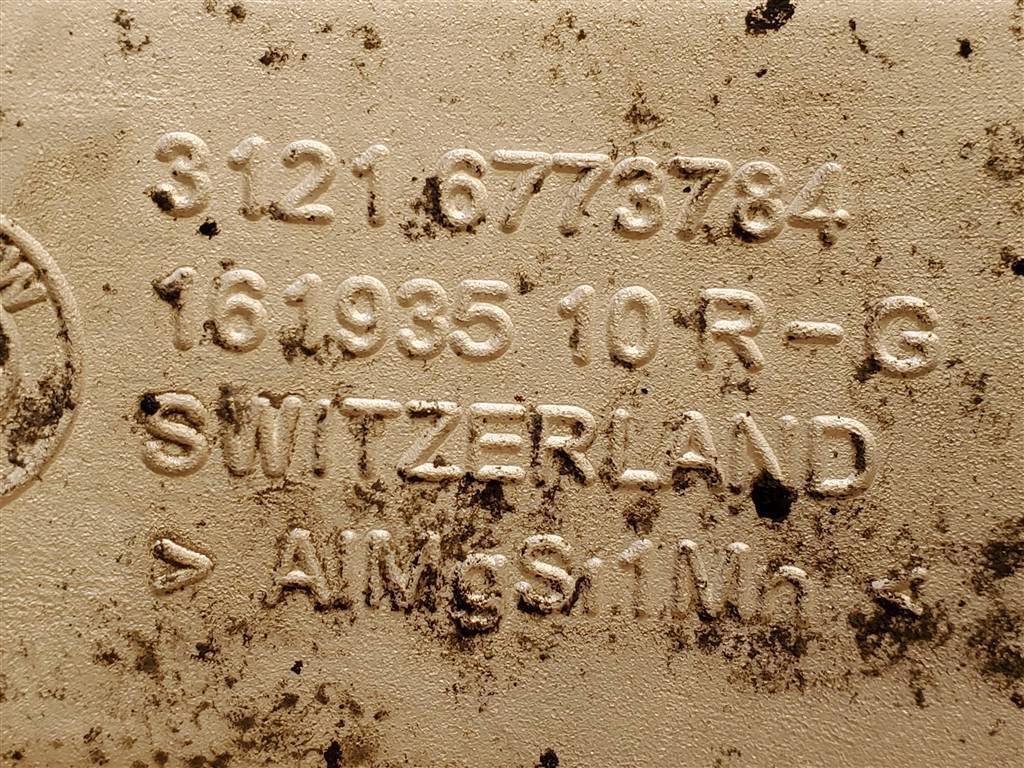 3121 6773784
161935 10 R-G
SWITZERLAND
> AlMgSi1Mn <